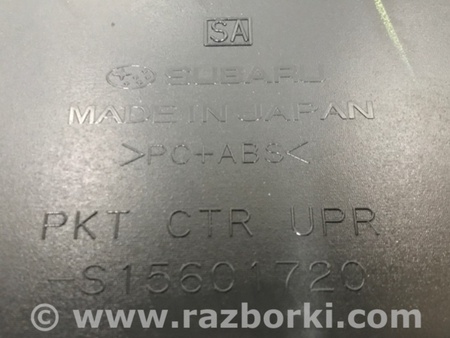 SA
SUBARU
MADE IN JAPAN
>PC+ABS<
PKT CTR UPR
-S15601720
© www.razborki.com